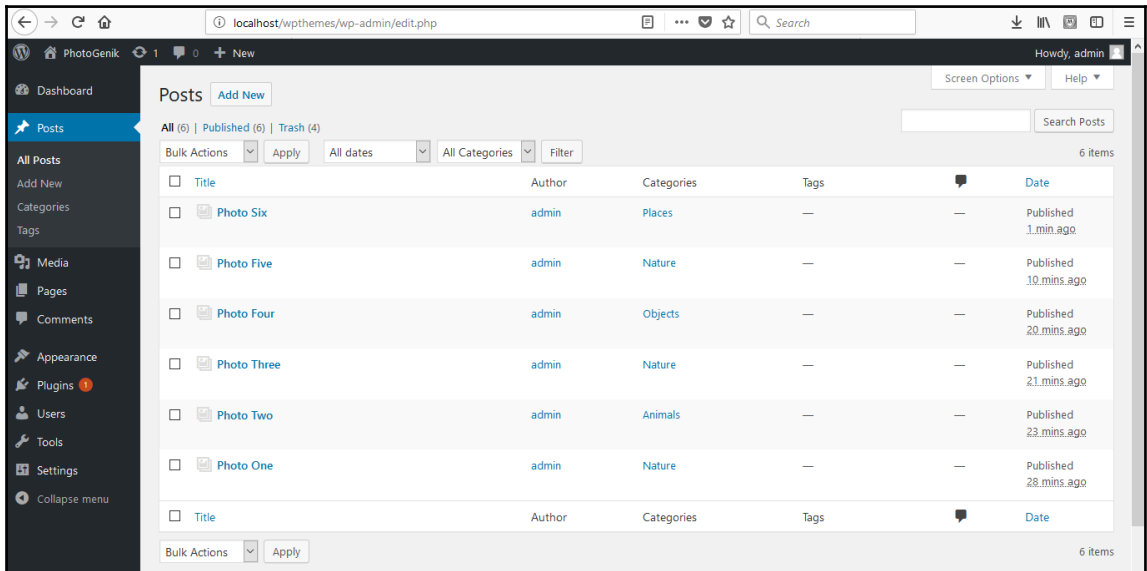 localhost/wpthemes/wp-admin/edit.php
Search
PhotoGenik 1 0 + New
Howdy, admin
Dashboard
Posts
All Posts
Add New
Categories
Tags
Media
Pages
Comments
Appearance
Plugins 1
Users
Tools
Settings
Collapse menu
Screen Options Help
Posts Add New
All (6) | Published (6) | Trash (4)
Search Posts
Bulk Actions Apply All dates All Categories Filter 6 items
Title Author Categories Tags Date
Photo Six admin Places — — Published
1 min ago
Photo Five admin Nature — — Published
10 mins ago
Photo Four admin Objects — — Published
20 mins ago
Photo Three admin Nature — — Published
21 mins ago
Photo Two admin Animals — — Published
23 mins ago
Photo One admin Nature — — Published
28 mins ago
Title Author Categories Tags Date
Bulk Actions Apply 6 items